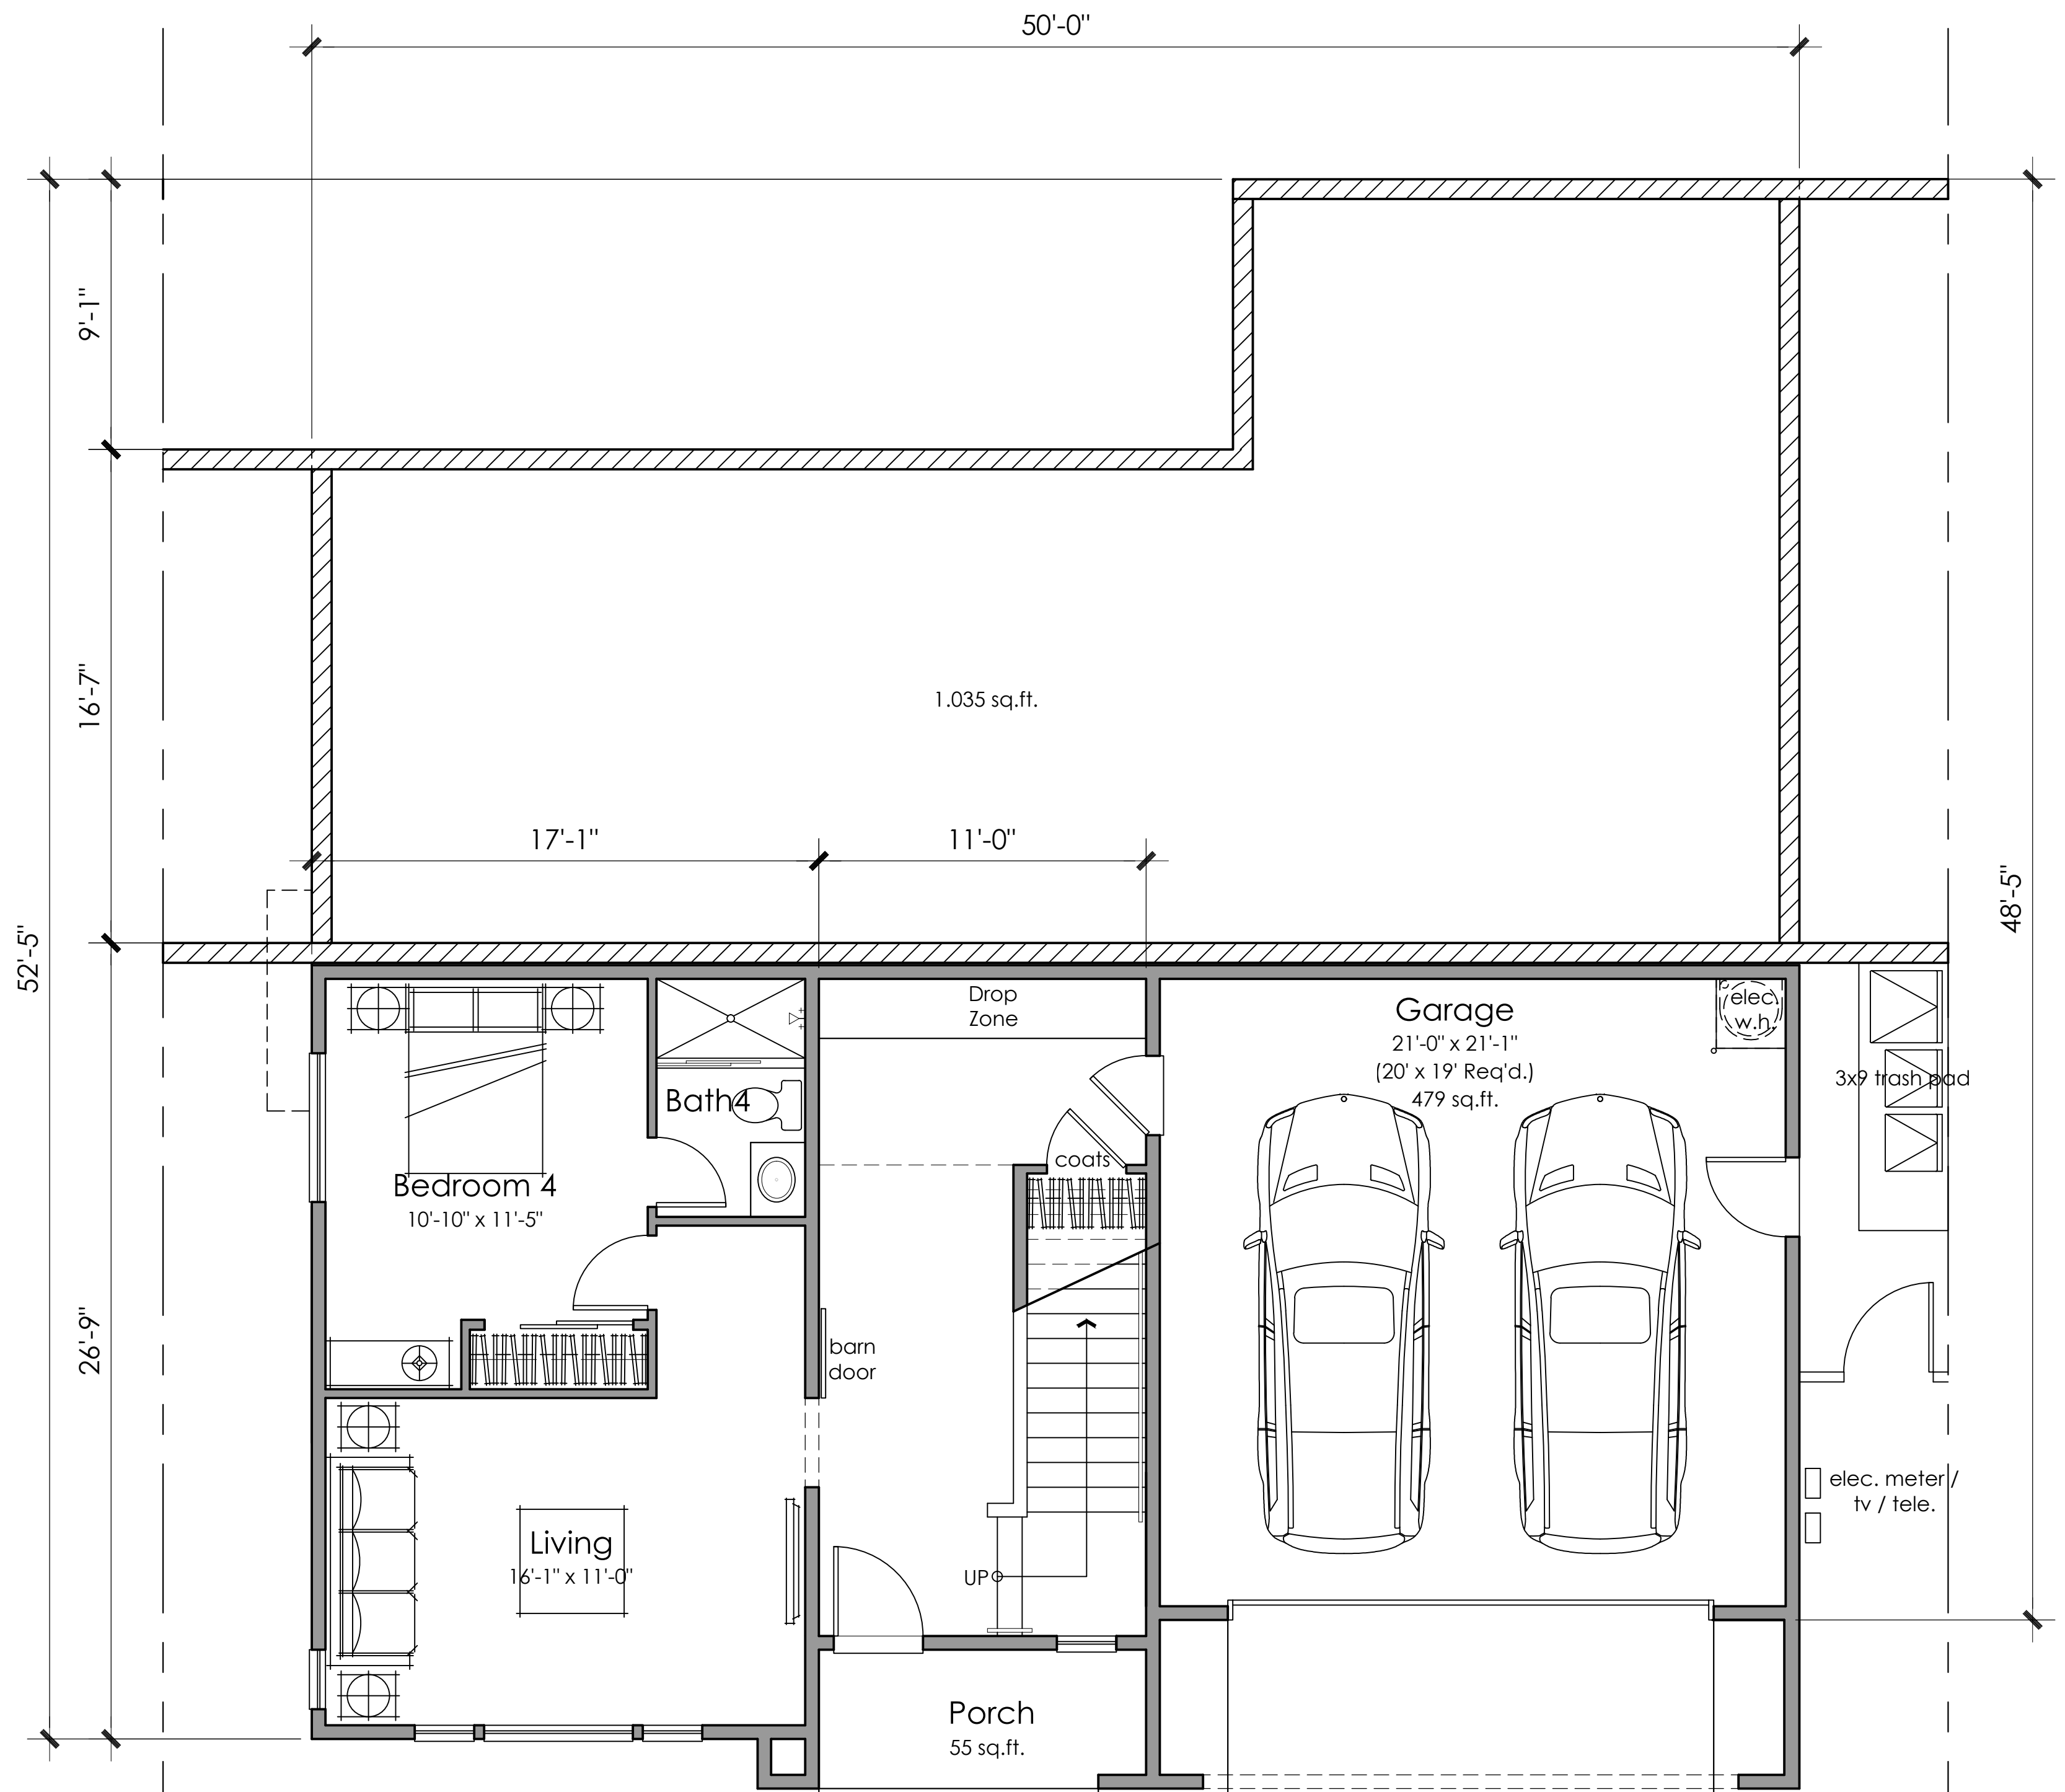 50'-0"
9'-1"
16'-7"
1.035 sq.ft.
17'-1"
11'-0"
52'-5"
48'-5"
26'-9"
Drop
Zone
Garage
21'-0" x 21'-1"
(20' x 19' Req'd.)
479 sq.ft.
elec.
w.h.
3x9 trash pad
Bath4
coats
Bedroom 4
10'-10" x 11'-5"
barn
door
elec. meter /
tv / tele.
Living
16'-1" x 11'-0"
UP
Porch
55 sq.ft.